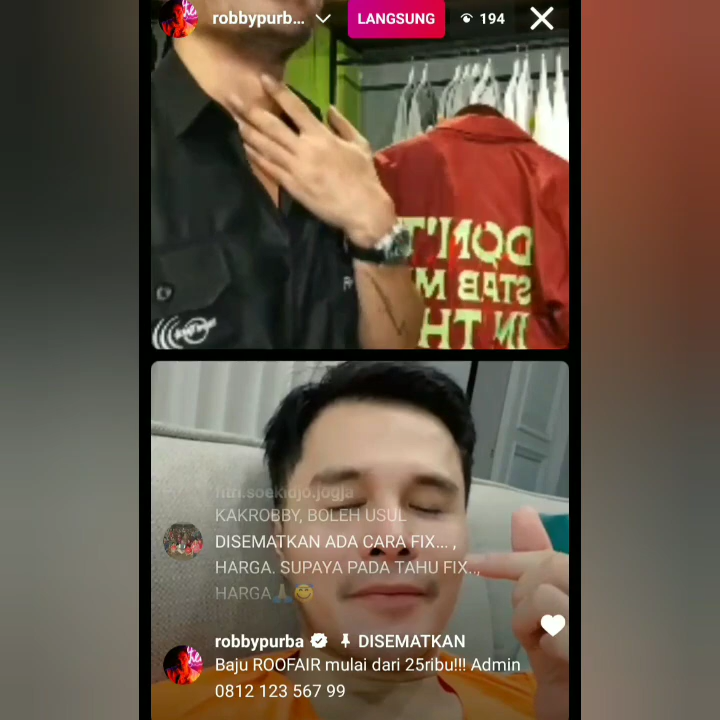 robbypurb...
LANGSUNG
194
DON'T
STAB M
IN TH
fitri.soekidjo.jogja
KAKROBBY, BOLEH USUL
DISEMATKAN ADA CARA FIX... ,
HARGA. SUPAYA PADA TAHU FIX..,
HARGA🙏😇
robbypurba DISEMATKAN
Baju ROOFAIR mulai dari 25ribu!!! Admin
0812 123 567 99